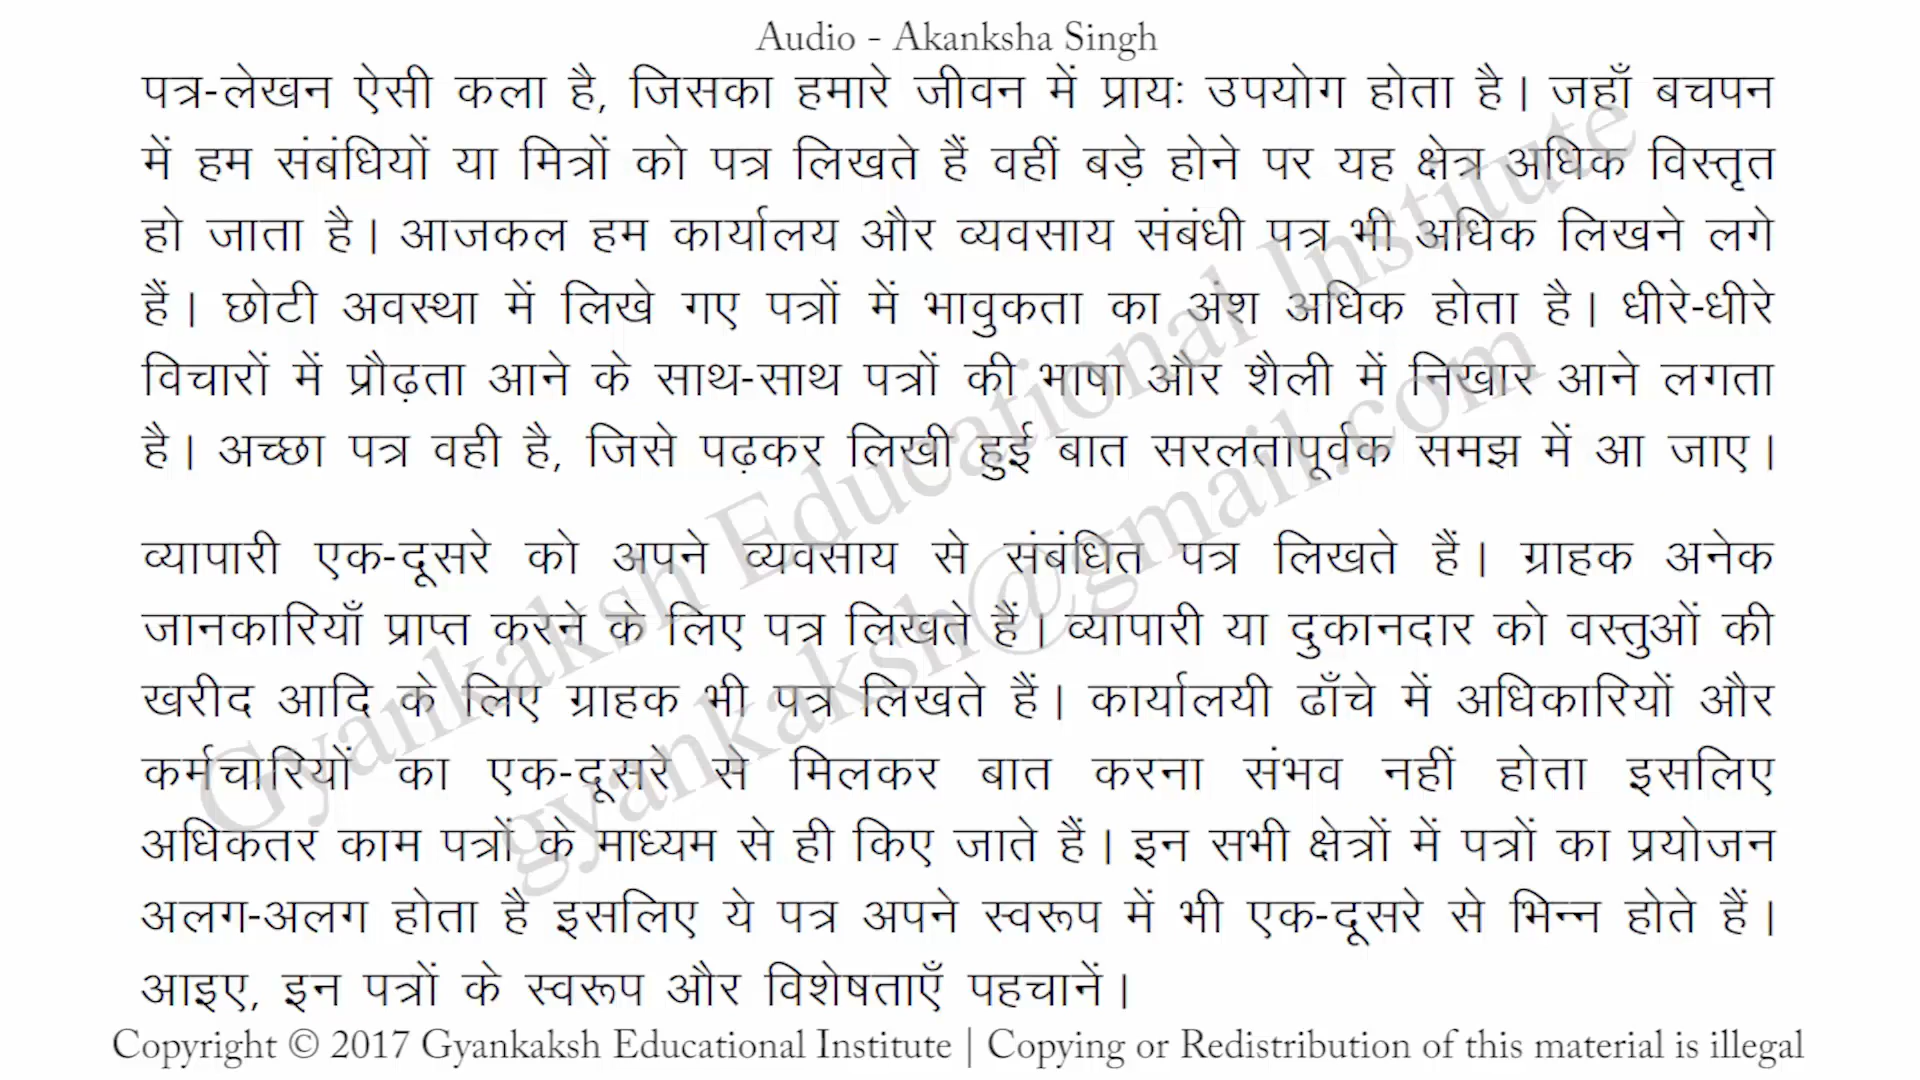 Audio - Akanksha Singh
पत्र-लेखन ऐसी कला है, जिसका हमारे जीवन में प्रायः उपयोग होता है। जहाँ बचपन
में हम संबंधियों या मित्रों को पत्र लिखते हैं वहीं बड़े होने पर यह क्षेत्र अधिक विस्तृत
हो जाता है। आजकल हम कार्यालय और व्यवसाय संबंधी पत्र भी अधिक लिखने लगे
हैं। छोटी अवस्था में लिखे गए पत्रों में भावुकता का अंश अधिक होता है। धीरे-धीरे
विचारों में प्रौढ़ता आने के साथ-साथ पत्रों की भाषा और शैली में निखार आने लगता
है। अच्छा पत्र वही है, जिसे पढ़कर लिखी हुई बात सरलतापूर्वक समझ में आ जाए।
व्यापारी एक-दूसरे को अपने व्यवसाय से संबंधित पत्र लिखते हैं। ग्राहक अनेक
जानकारियाँ प्राप्त करने के लिए पत्र लिखते हैं। व्यापारी या दुकानदार को वस्तुओं की
खरीद आदि के लिए ग्राहक भी पत्र लिखते हैं। कार्यालयी ढाँचे में अधिकारियों और
कर्मचारियों का एक-दूसरे से मिलकर बात करना संभव नहीं होता इसलिए
अधिकतर काम पत्रों के माध्यम से ही किए जाते हैं। इन सभी क्षेत्रों में पत्रों का प्रयोजन
अलग-अलग होता है इसलिए ये पत्र अपने स्वरूप में भी एक-दूसरे से भिन्न होते हैं।
आइए, इन पत्रों के स्वरूप और विशेषताएँ पहचानें।
Gyankaksh Educational Institute
gyankaksh@gmail.com
Copyright © 2017 Gyankaksh Educational Institute | Copying or Redistribution of this material is illegal